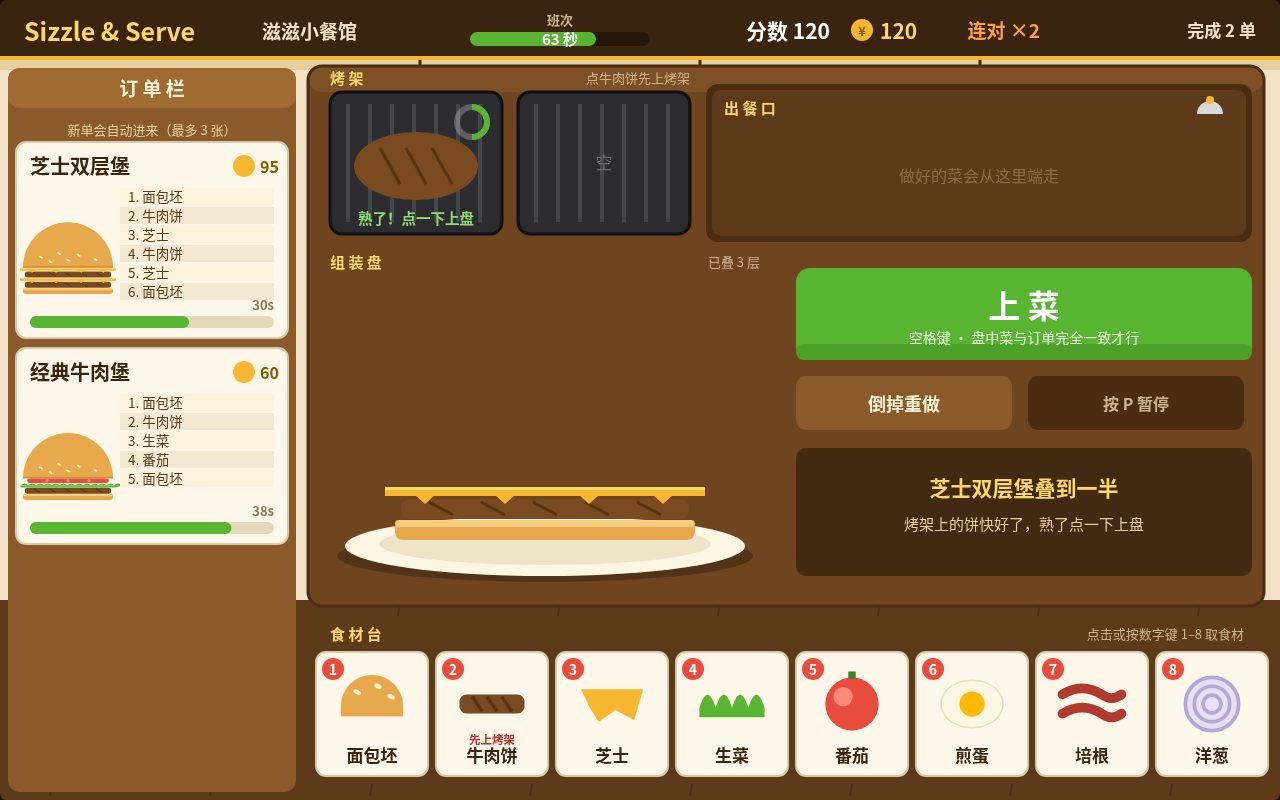 Sizzle & Serve
滋滋小餐馆
班次
63 秒
分数 120
¥ 120
连对 ×2
完成 2 单
订单栏
新单会自动进来（最多 3 张）
芝士双层堡
95
1. 面包坯
2. 牛肉饼
3. 芝士
4. 牛肉饼
5. 芝士
6. 面包坯
30s
经典牛肉堡
60
1. 面包坯
2. 牛肉饼
3. 生菜
4. 番茄
5. 面包坯
38s
烤架
点牛肉饼先上烤架
熟了！点一下上盘
空
出餐口
做好的菜会从这里端走
组装盘
已叠 3 层
上菜
空格键 · 盘中菜与订单完全一致才行
倒掉重做
按 P 暂停
芝士双层堡叠到一半
烤架上的饼快好了，熟了点一下上盘
食材台
点击或按数字键 1–8 取食材
1
面包坯
2
先上烤架
牛肉饼
3
芝士
4
生菜
5
番茄
6
煎蛋
7
培根
8
洋葱